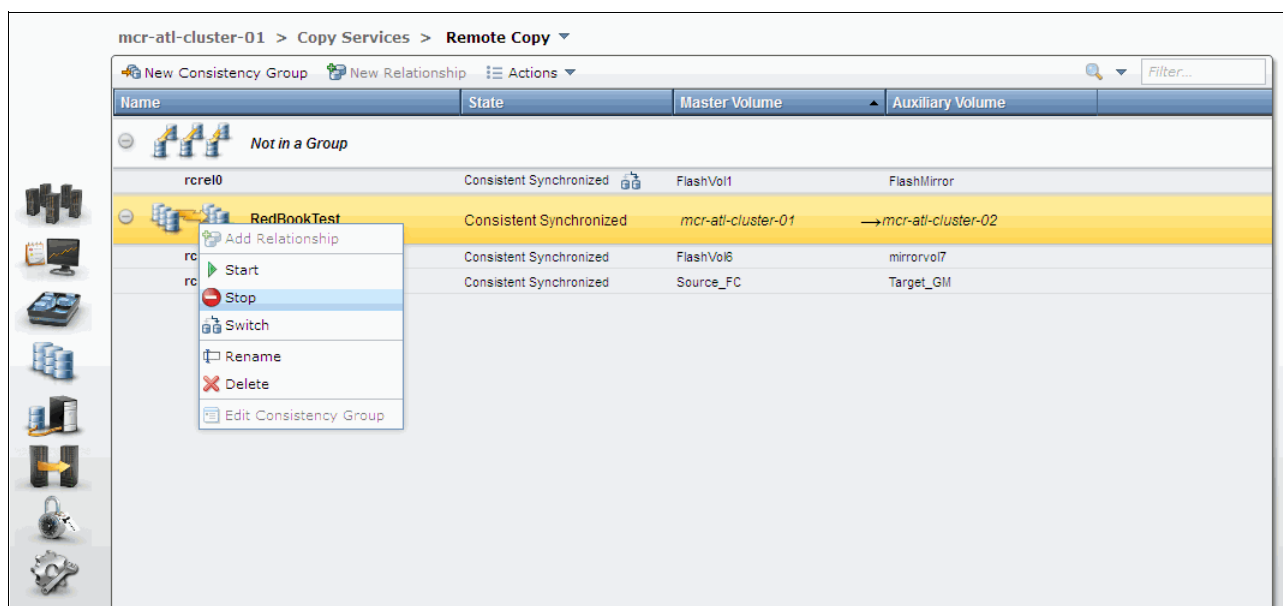 mcr-atl-cluster-01 > Copy Services > Remote Copy
New Consistency Group New Relationship Actions Filter...
Name State Master Volume Auxiliary Volume
Not in a Group
rcrel0 Consistent Synchronized FlashVol1 FlashMirror
RedBookTest Consistent Synchronized mcr-atl-cluster-01 →mcr-atl-cluster-02
Add Relationship
rc Consistent Synchronized FlashVol6 mirrorvol7
Start
rc Consistent Synchronized Source_FC Target_GM
Stop
Switch
Rename
Delete
Edit Consistency Group